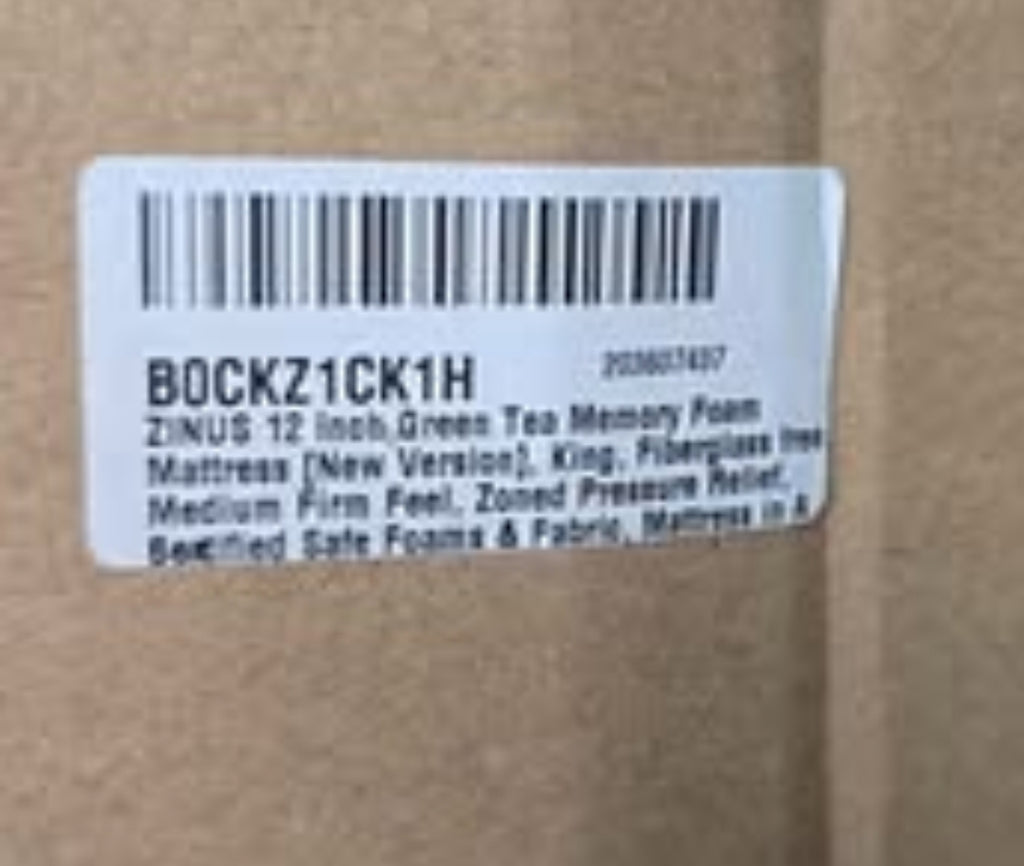 B0CKZ1CK1H
ZINUS 12 Inch Green Tea Memory Foam
Mattress [New Version], King, Fiberglass free
Medium Firm Feel, Zoned Pressure Relief,
Safe Foams & Fabric, Mattress in A